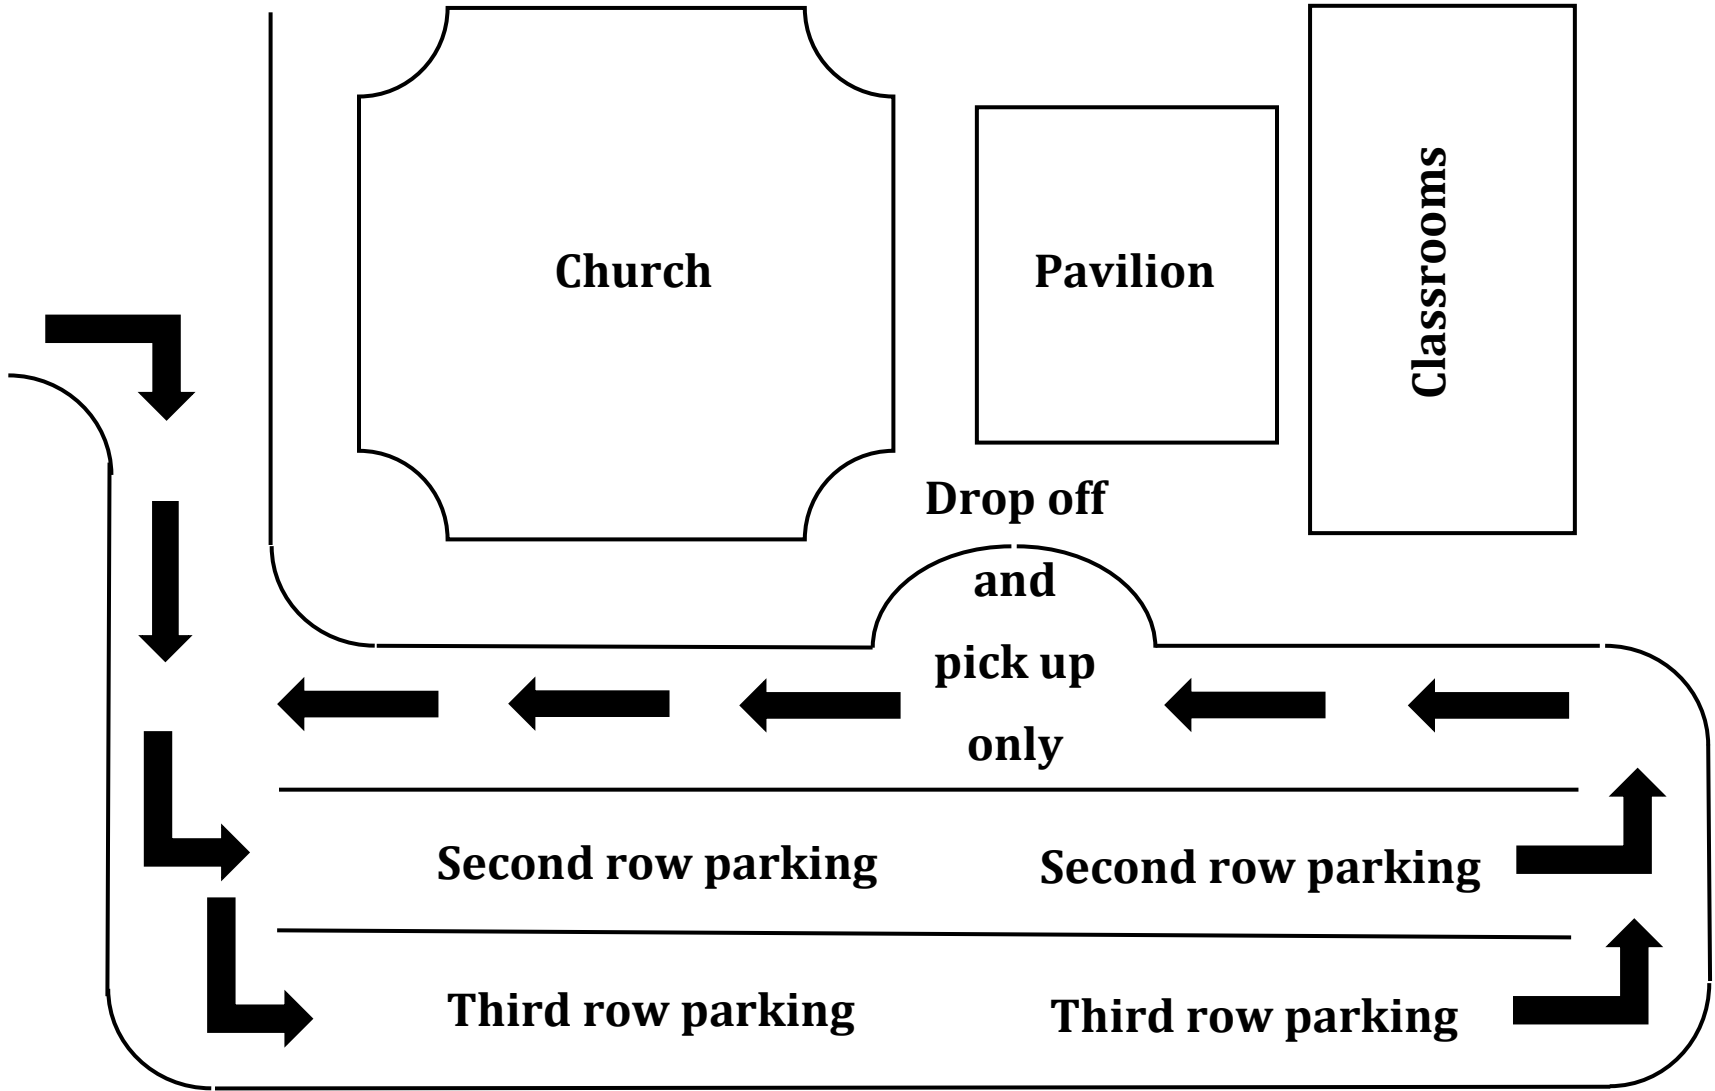 Church
Pavilion
Classrooms
Drop off
and
pick up
only
Second row parking
Second row parking
Third row parking
Third row parking